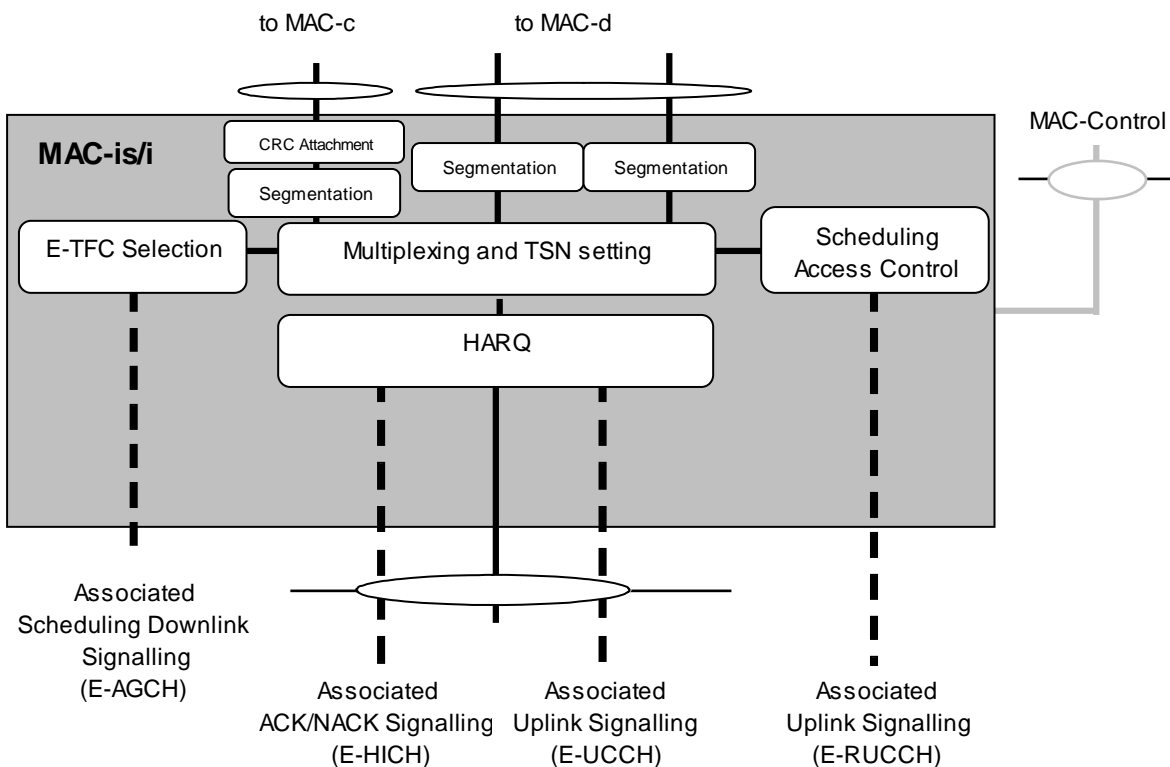 to MAC-c
to MAC-d
MAC-Control
MAC-is/i
CRC Attachment
Segmentation
Segmentation
Segmentation
E-TFC Selection
Multiplexing and TSN setting
Scheduling
Access Control
HARQ
Associated
Scheduling Downlink
Signalling
(E-AGCH)
Associated
ACK/NACK Signalling
(E-HICH)
Associated
Uplink Signalling
(E-UCCH)
Associated
Uplink Signalling
(E-RUCCH)